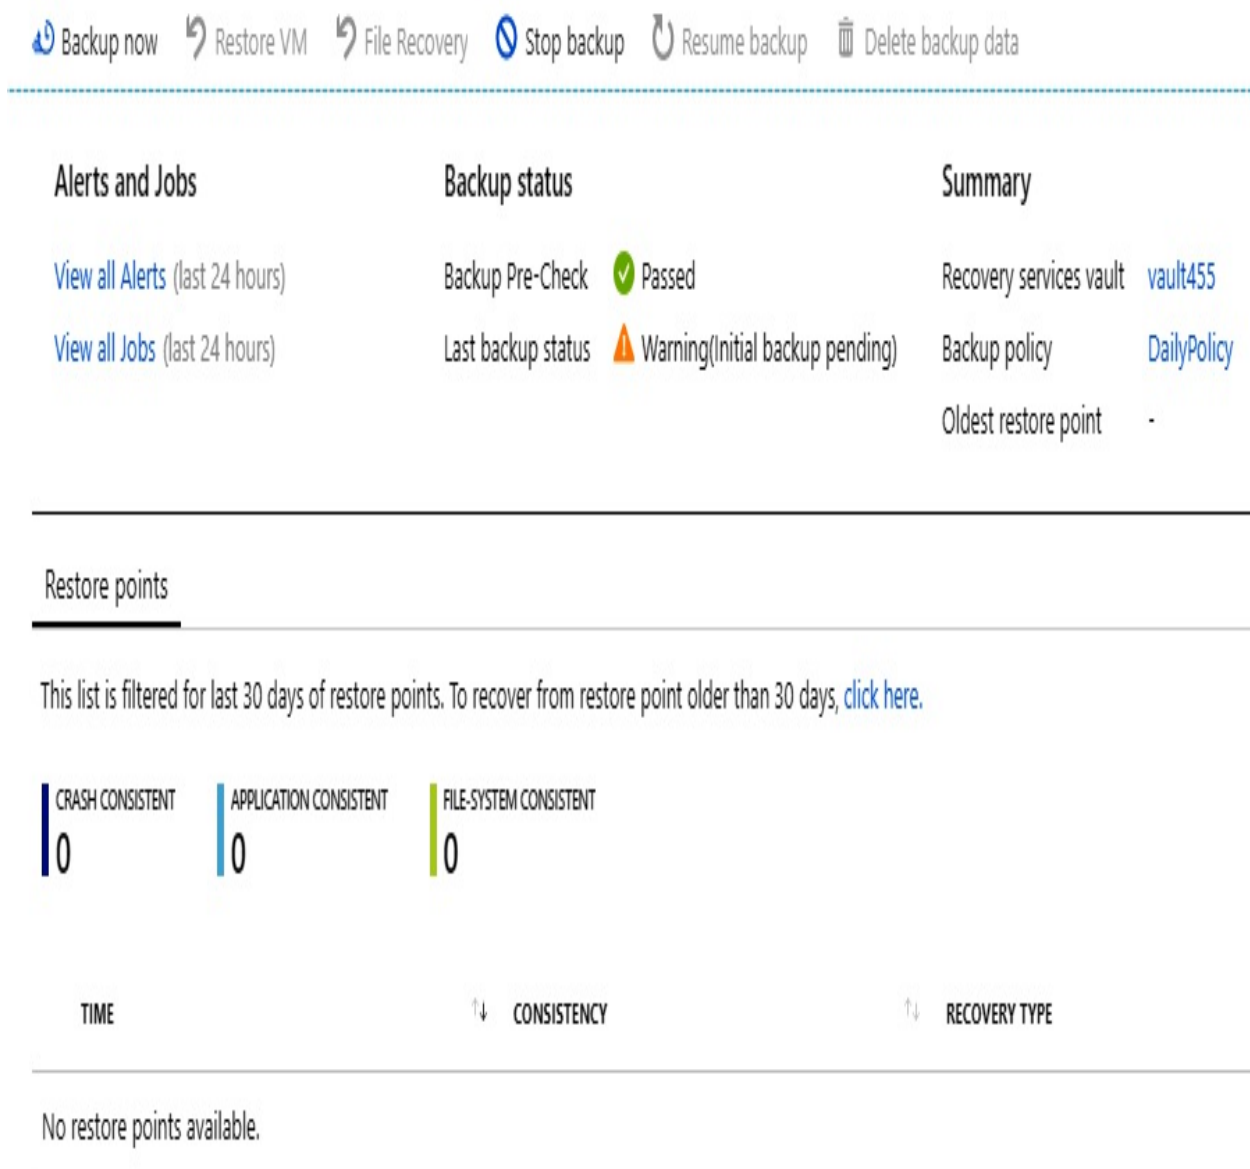 Backup now Restore VM File Recovery Stop backup Resume backup Delete backup data
Alerts and Jobs Backup status Summary
View all Alerts (last 24 hours) Backup Pre-Check Passed Recovery services vault vault455
View all Jobs (last 24 hours) Last backup status Warning(Initial backup pending) Backup policy DailyPolicy
Oldest restore point -
Restore points
This list is filtered for last 30 days of restore points. To recover from restore point older than 30 days, click here.
CRASH CONSISTENT APPLICATION CONSISTENT FILE-SYSTEM CONSISTENT
0 0 0
TIME CONSISTENCY RECOVERY TYPE
No restore points available.